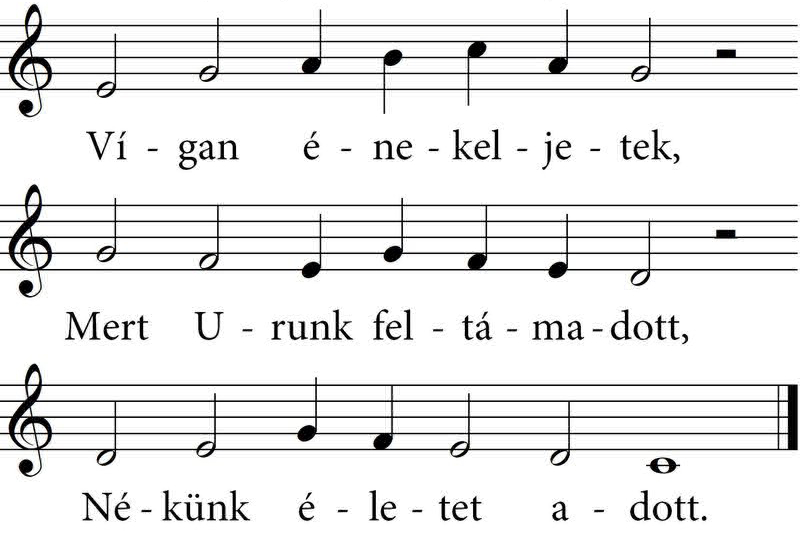 Ví - gan é - ne - kel - je - tek,
Mert U - runk fel - tá - ma - dott,
Né - künk é - le - tet a - dott.